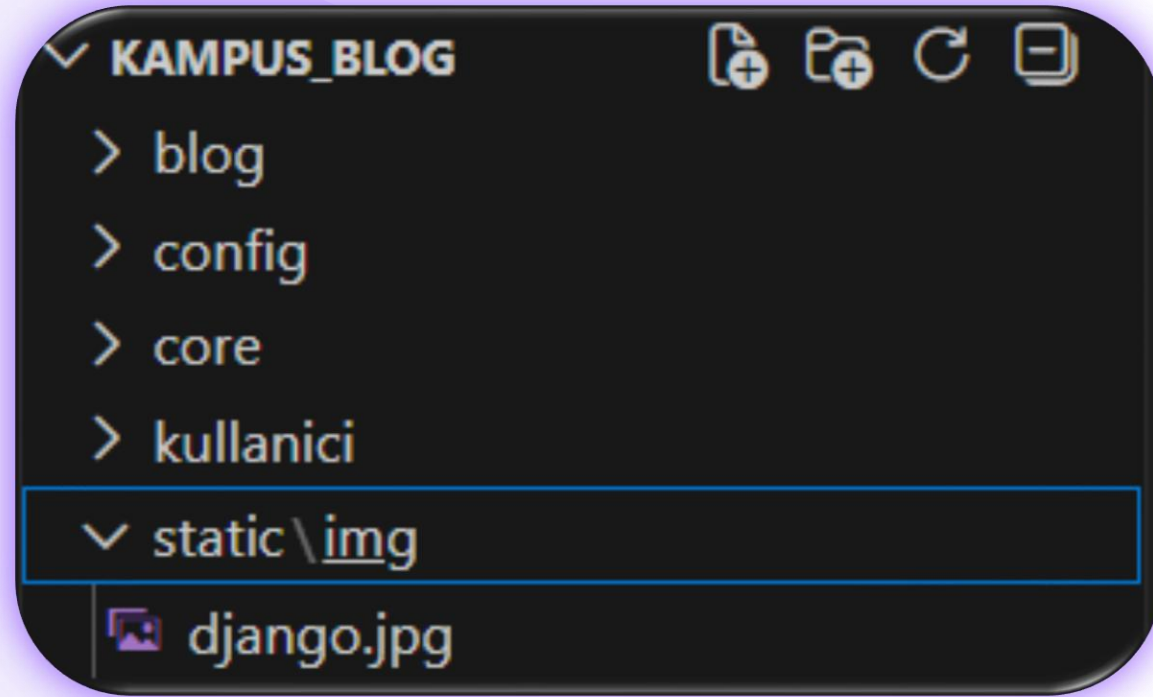 KAMPUS_BLOG
blog
config
core
kullanici
static\img
django.jpg